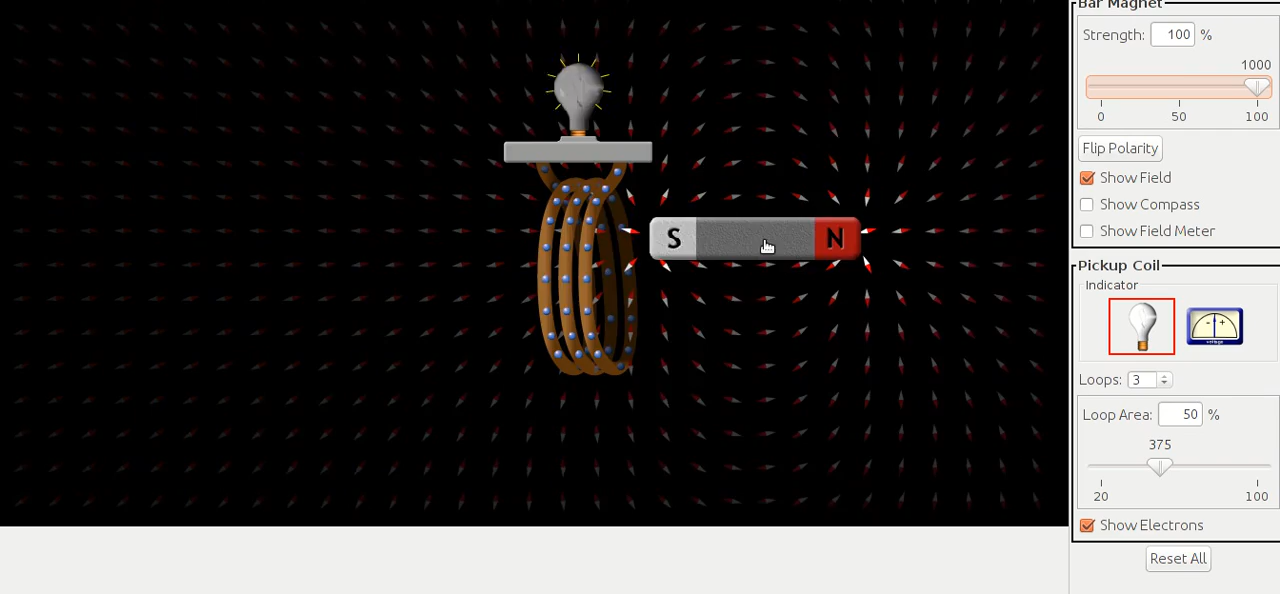 Bar Magnet
Strength: 100 %
1000
0 50 100
Flip Polarity
Show Field
Show Compass
Show Field Meter
S N
Pickup Coil
Indicator
- +
voltage
Loops: 3
Loop Area: 50 %
375
20 100
Show Electrons
Reset All